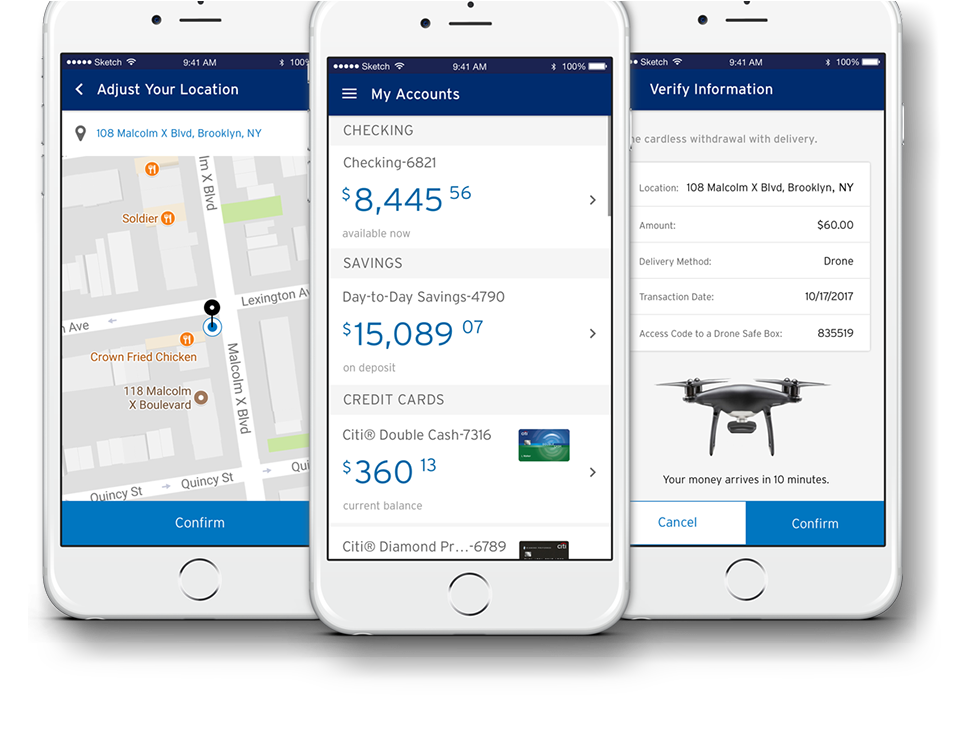 Sketch 9:41 AM 100%
Adjust Your Location
108 Malcolm X Blvd, Brooklyn, NY
lm X Blvd
Soldier
Lexington Av
n Ave
Crown Fried Chicken
118 Malcolm
X Boulevard
Malcolm X Blvd
Quincy St
Quincy St
Qui
Confirm
Sketch 9:41 AM 100%
My Accounts
CHECKING
Checking-6821
$8,445 56
available now
SAVINGS
Day-to-Day Savings-4790
$15,089 07
on deposit
CREDIT CARDS
Citi® Double Cash-7316
$360 13
current balance
Citi® Diamond Pr...-6789
citi
Sketch 9:41 AM 100%
Verify Information
ne cardless withdrawal with delivery.
Location: 108 Malcolm X Blvd, Brooklyn, NY
Amount: $60.00
Delivery Method: Drone
Transaction Date: 10/17/2017
Access Code to a Drone Safe Box: 835519
Your money arrives in 10 minutes.
Cancel Confirm